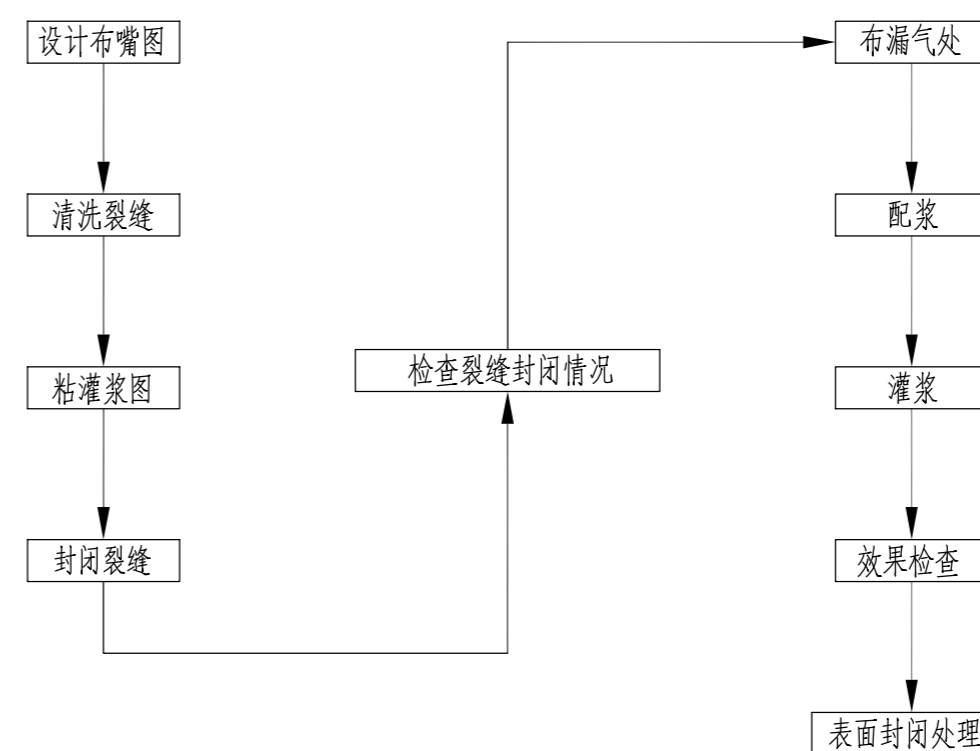 设计布嘴图
清洗裂缝
粘灌浆图
封闭裂缝
检查裂缝封闭情况
布漏气处
配浆
灌浆
效果检查
表面封闭处理